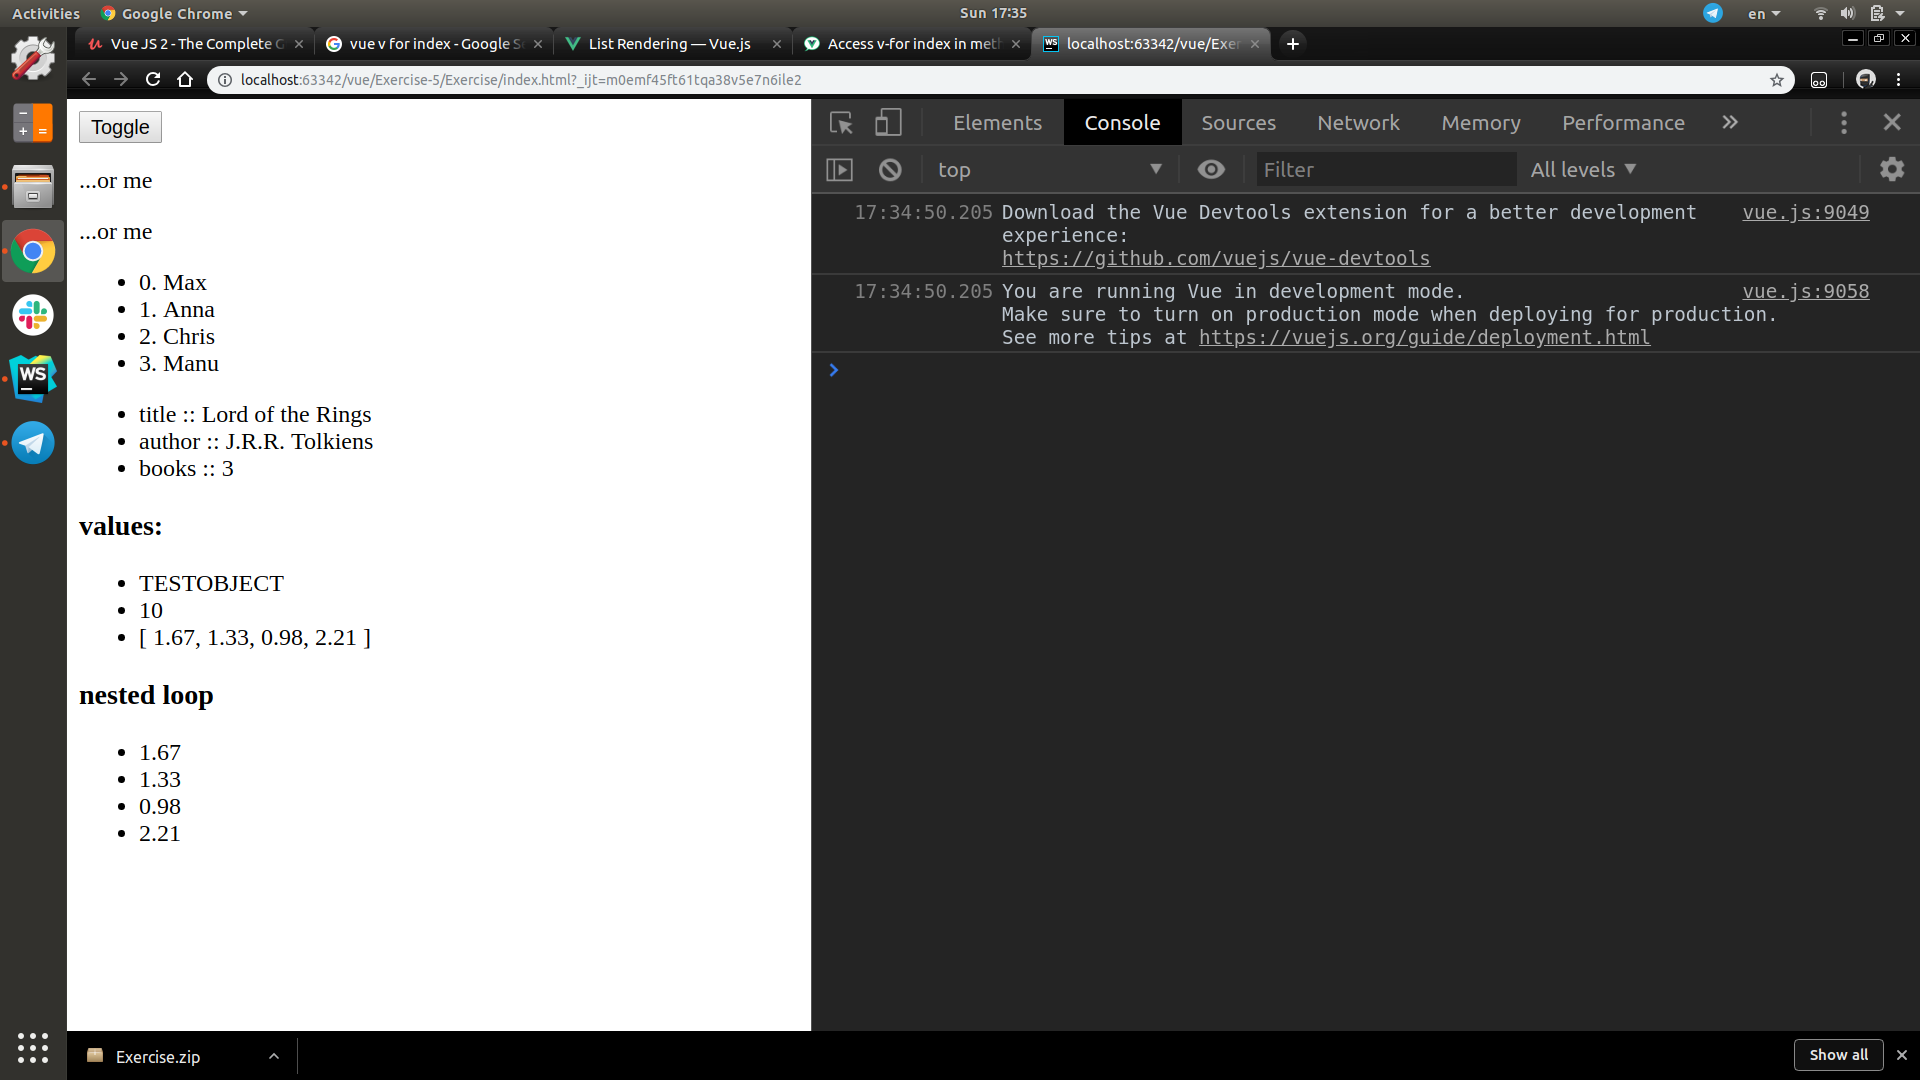 Activities
Google Chrome
Sun 17:35
en
Vue JS 2 - The Complete G
vue v for index - Google Se
List Rendering — Vue.js
Access v-for index in meth
localhost:63342/vue/Exer
localhost:63342/vue/Exercise-5/Exercise/index.html?_ijt=m0emf45ft61tqa38v5e7n6ile2
Toggle
...or me
...or me
0. Max
1. Anna
2. Chris
3. Manu
title :: Lord of the Rings
author :: J.R.R. Tolkiens
books :: 3
values:
TESTOBJECT
10
[ 1.67, 1.33, 0.98, 2.21 ]
nested loop
1.67
1.33
0.98
2.21
Elements Console Sources Network Memory Performance
top
Filter
All levels
17:34:50.205 Download the Vue Devtools extension for a better development vue.js:9049
experience:
https://github.com/vuejs/vue-devtools
17:34:50.205 You are running Vue in development mode. vue.js:9058
Make sure to turn on production mode when deploying for production.
See more tips at https://vuejs.org/guide/deployment.html
WS
Exercise.zip
Show all